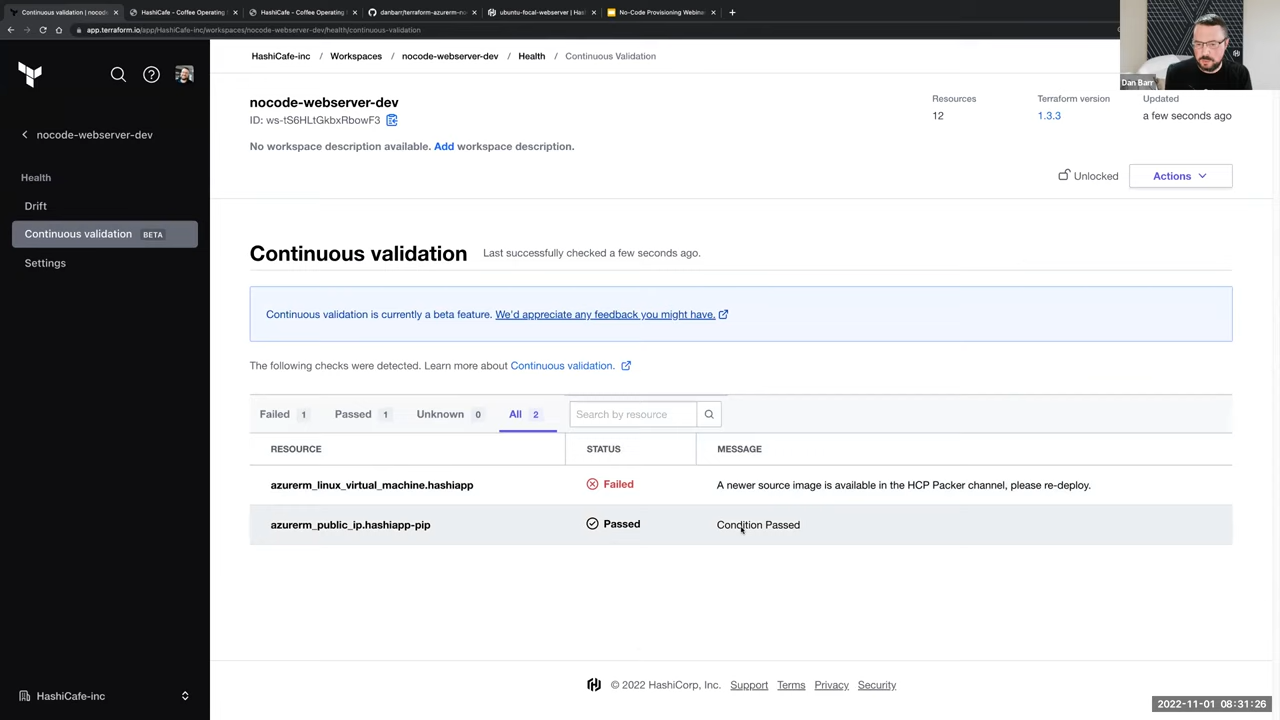 Continuous validation | nocod
HashiCafe - Coffee Operating
HashiCafe - Coffee Operating
danbarr/terraform-azurerm-no
ubuntu-focal-webserver | Has
No-Code Provisioning Webina
app.terraform.io/app/HashiCafe-inc/workspaces/nocode-webserver-dev/health/continuous-validation
Dan Barr
HashiCafe-inc / Workspaces / nocode-webserver-dev / Health / Continuous Validation
nocode-webserver-dev
ID: ws-tS6HLtGkbxRbowF3
No workspace description available. Add workspace description.
Resources
12
Terraform version
1.3.3
Updated
a few seconds ago
Unlocked
Actions
nocode-webserver-dev
Health
Drift
Continuous validation BETA
Settings
Continuous validation
Last successfully checked a few seconds ago.
Continuous validation is currently a beta feature. We'd appreciate any feedback you might have.
The following checks were detected. Learn more about Continuous validation.
Failed 1 Passed 1 Unknown 0 All 2 Search by resource
RESOURCE STATUS MESSAGE
azurerm_linux_virtual_machine.hashiapp Failed A newer source image is available in the HCP Packer channel, please re-deploy.
azurerm_public_ip.hashiapp-pip Passed Condition Passed
HashiCafe-inc
© 2022 HashiCorp, Inc. Support Terms Privacy Security
2022-11-01 08:31:26